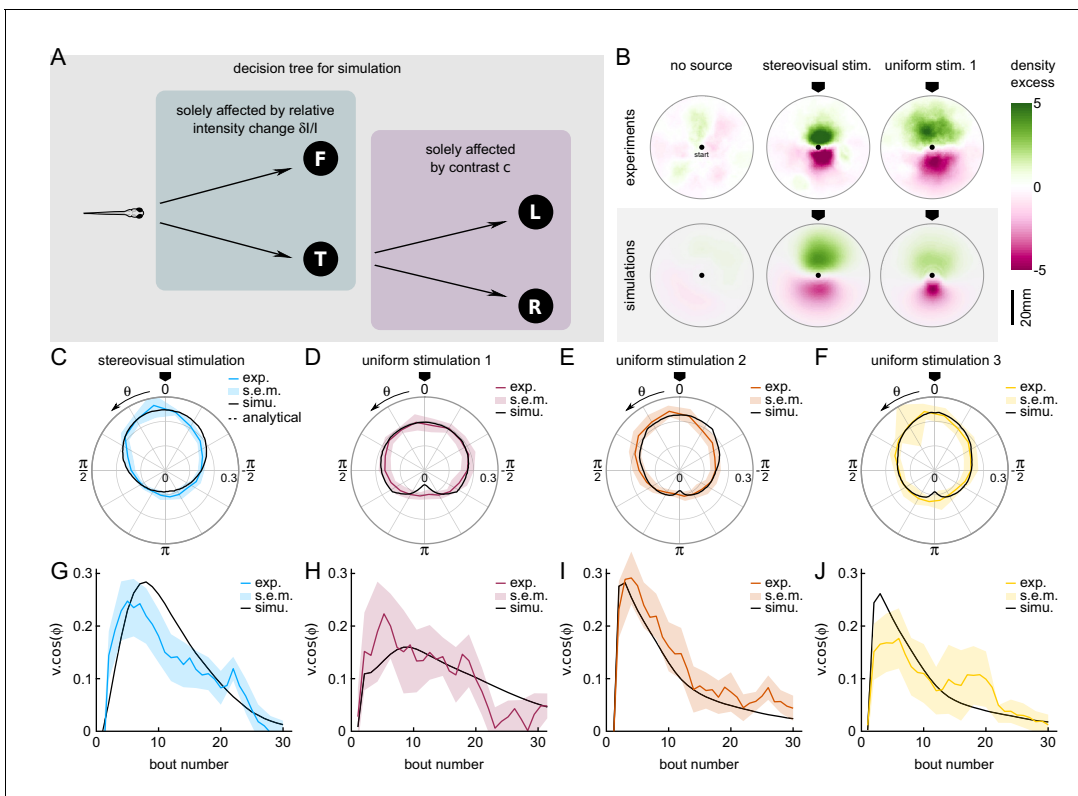 A
decision tree for simulation
solely affected by relative
intensity change δI/I
F
T
solely affected
by contrast c
L
R
B
no source
stereovisual stim.
uniform stim. 1
density
excess
experiments
start
simulations
5
0
-5
20mm
C
stereovisual stimulation
θ
0
exp.
s.e.m.
simu.
analytical
π
2
0
0.3
-π
2
π
D
uniform stimulation 1
θ
0
exp.
s.e.m.
simu.
π
2
0
0.3
-π
2
π
E
uniform stimulation 2
θ
0
exp.
s.e.m.
simu.
π
2
0
0.3
-π
2
π
F
uniform stimulation 3
θ
0
exp.
s.e.m.
simu.
π
2
0
0.3
-π
2
π
G
exp.
s.e.m.
simu.
v.cos(ϕ)
0.3
0.2
0.1
0
0 10 20 30
bout number
H
exp.
s.e.m.
simu.
v.cos(ϕ)
0.3
0.2
0.1
0
0 10 20 30
bout number
I
exp.
s.e.m.
simu.
v.cos(ϕ)
0.3
0.2
0.1
0
0 10 20 30
bout number
J
exp.
s.e.m.
simu.
v.cos(ϕ)
0.3
0.2
0.1
0
0 10 20 30
bout number